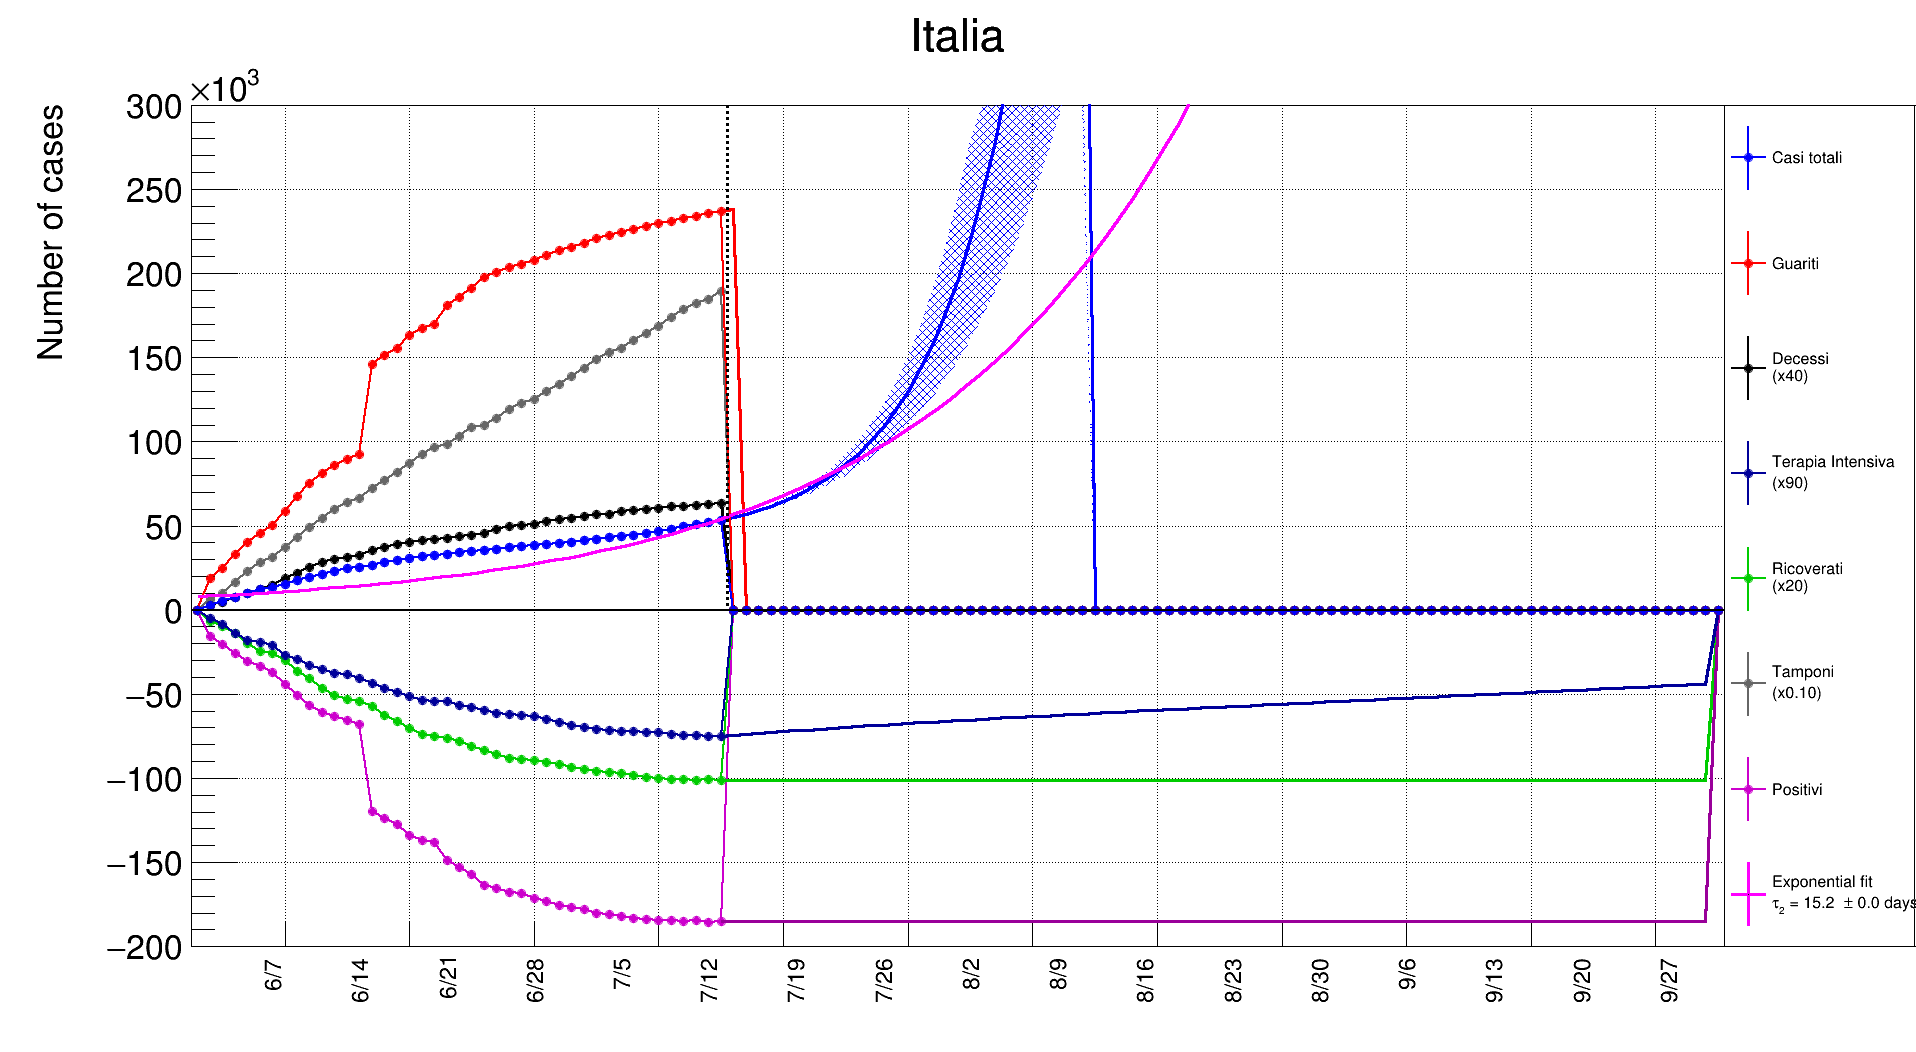 Italia
×10³
Number of cases
300
250
200
150
100
50
0
−50
−100
−150
−200
6/7
6/14
6/21
6/28
7/5
7/12
7/19
7/26
8/2
8/9
8/16
8/23
8/30
9/6
9/13
9/20
9/27
Casi totali
Guariti
Decessi
(x40)
Terapia Intensiva
(x90)
Ricoverati
(x20)
Tamponi
(x0.10)
Positivi
Exponential fit
τ₂ = 15.2 ± 0.0 days